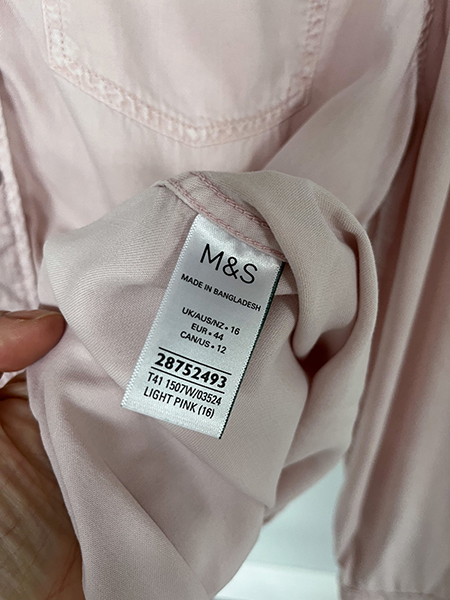 M&S
MADE IN BANGLADESH
UK/AUS/NZ • 16
EUR • 44
CAN/US • 12
28752493
T41 1507W/03524
LIGHT PINK (16)